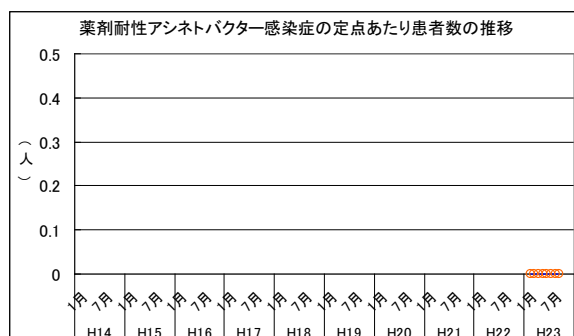 薬剤耐性アシネトバクター感染症の定点あたり患者数の推移
0.5
0.4
0.3
0.2
0.1
0
(人)
1月 7月 1月 7月 1月 7月 1月 7月 1月 7月 1月 7月 1月 7月 1月 7月 1月 7月 1月 7月
H14 H15 H16 H17 H18 H19 H20 H21 H22 H23